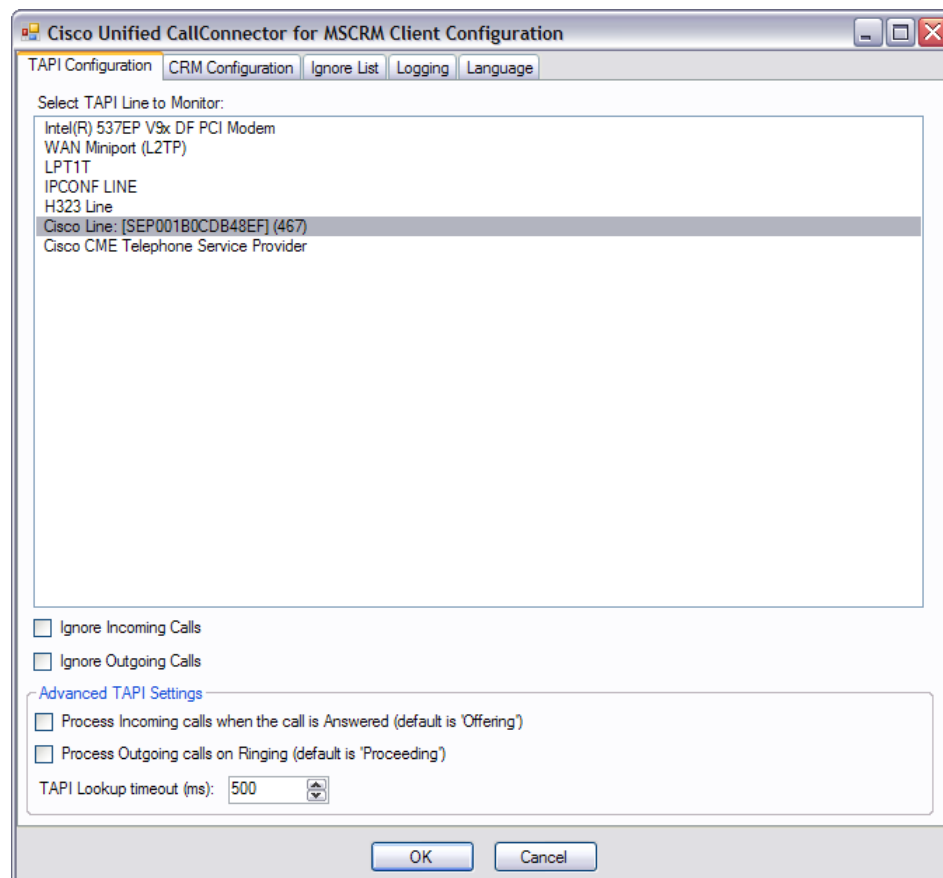 Cisco Unified CallConnector for MSCRM Client Configuration
TAPI Configuration CRM Configuration Ignore List Logging Language
Select TAPI Line to Monitor:
Intel(R) 537EP V9x DF PCI Modem
WAN Miniport (L2TP)
LPT1T
IPCONF LINE
H323 Line
Cisco Line: [SEP001B0CDB48EF] (467)
Cisco CME Telephone Service Provider
Ignore Incoming Calls
Ignore Outgoing Calls
Advanced TAPI Settings
Process Incoming calls when the call is Answered (default is 'Offering')
Process Outgoing calls on Ringing (default is 'Proceeding')
TAPI Lookup timeout (ms): 500
OK Cancel